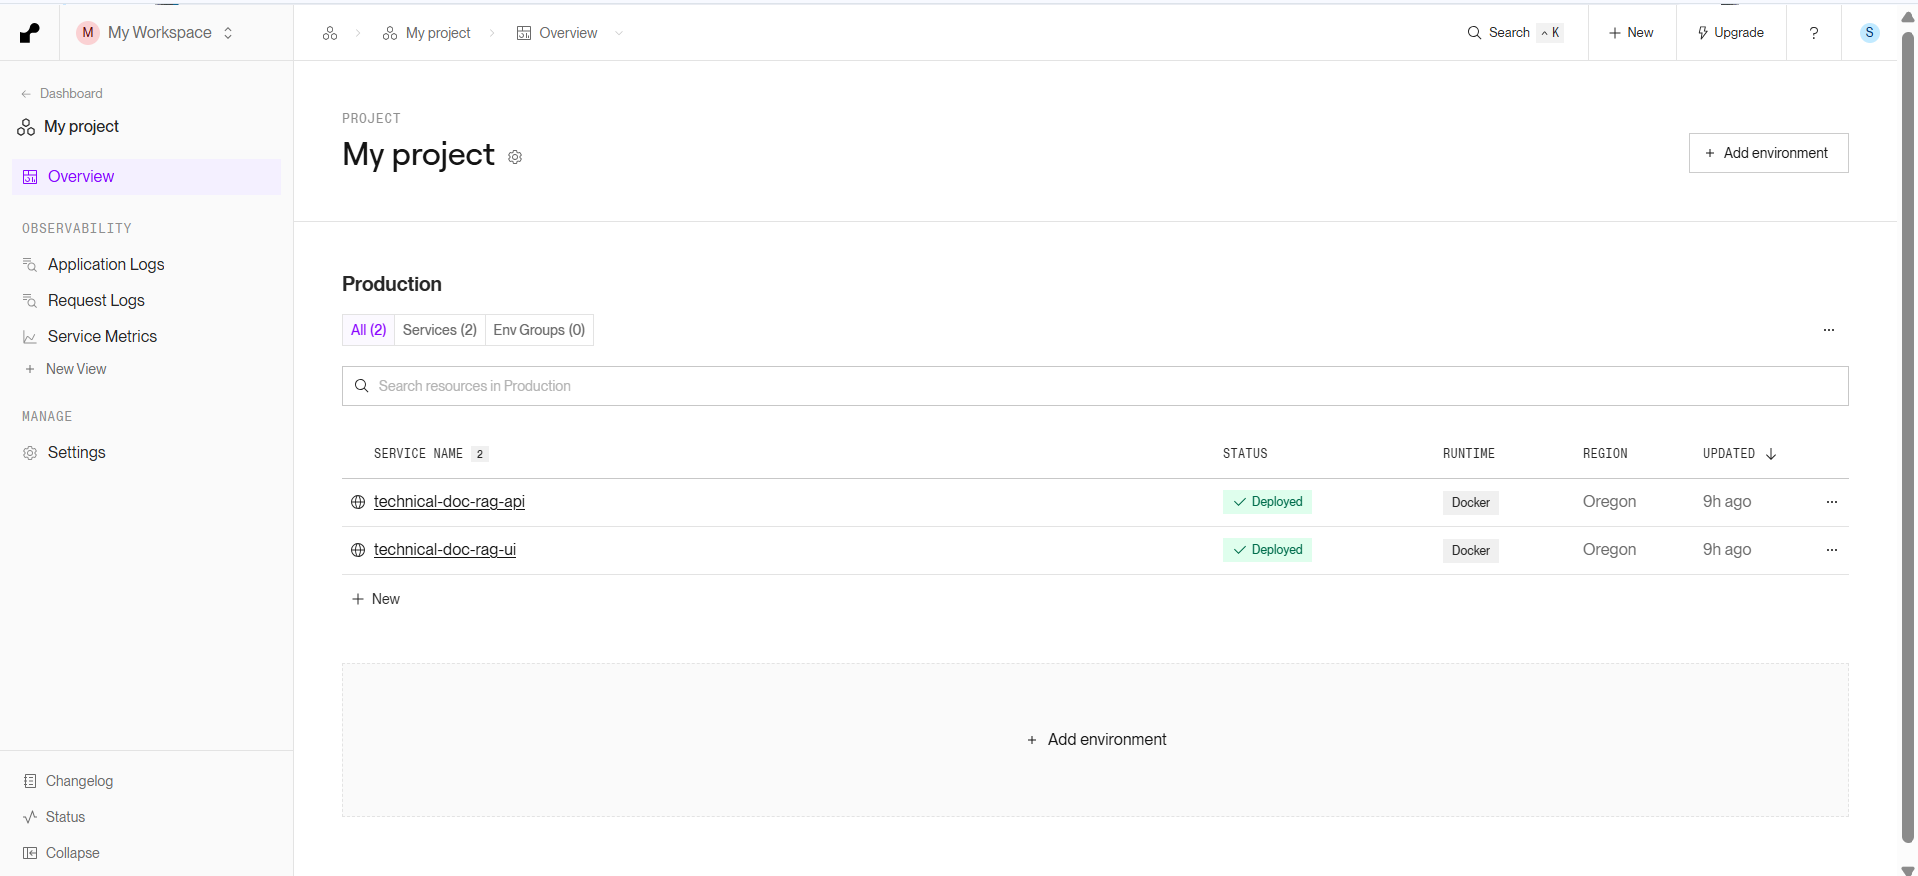 M My Workspace
My project
Overview
Search ^ K
+ New
Upgrade
?
S
← Dashboard
My project
Overview
OBSERVABILITY
Application Logs
Request Logs
Service Metrics
+ New View
MANAGE
Settings
Changelog
Status
Collapse
PROJECT
My project
+ Add environment
Production
All (2) Services (2) Env Groups (0)
...
Search resources in Production
SERVICE NAME 2 STATUS RUNTIME REGION UPDATED ↓
technical-doc-rag-api ✓ Deployed Docker Oregon 9h ago ...
technical-doc-rag-ui ✓ Deployed Docker Oregon 9h ago ...
+ New
+ Add environment